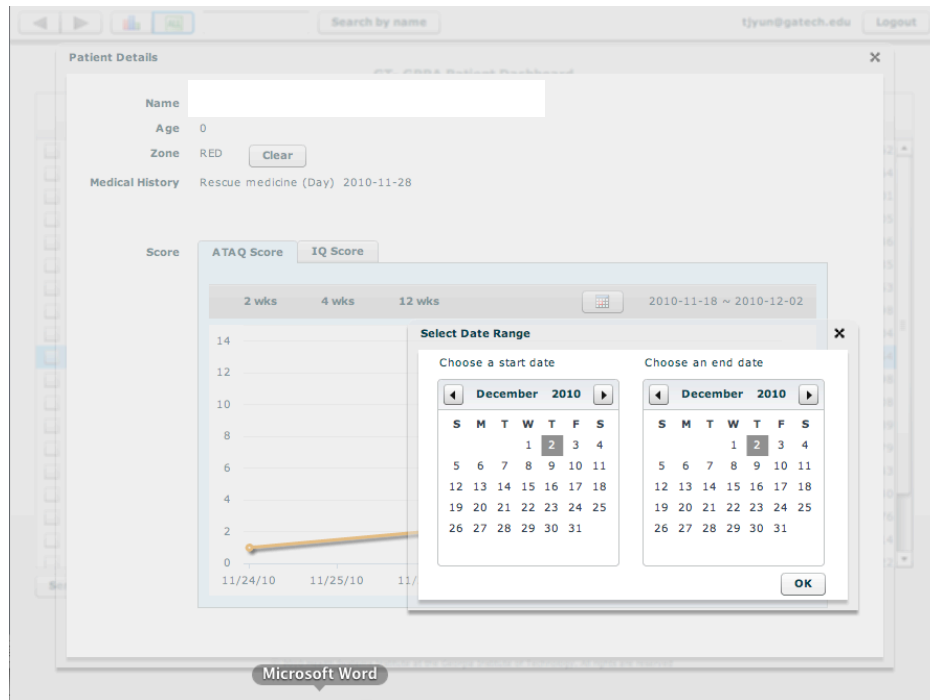 Search by name
tjyun@gatech.edu
Logout
Patient Details
Name
Age 0
Zone RED Clear
Medical History Rescue medicine (Day) 2010-11-28
Score ATAQ Score IQ Score
2 wks 4 wks 12 wks 2010-11-18 ~ 2010-12-02
14
12
10
8
6
4
2
0
11/24/10 11/25/10 11/
Select Date Range
Choose a start date
December 2010
S M T W T F S
1 2 3 4
5 6 7 8 9 10 11
12 13 14 15 16 17 18
19 20 21 22 23 24 25
26 27 28 29 30 31
Choose an end date
December 2010
S M T W T F S
1 2 3 4
5 6 7 8 9 10 11
12 13 14 15 16 17 18
19 20 21 22 23 24 25
26 27 28 29 30 31
OK
Microsoft Word